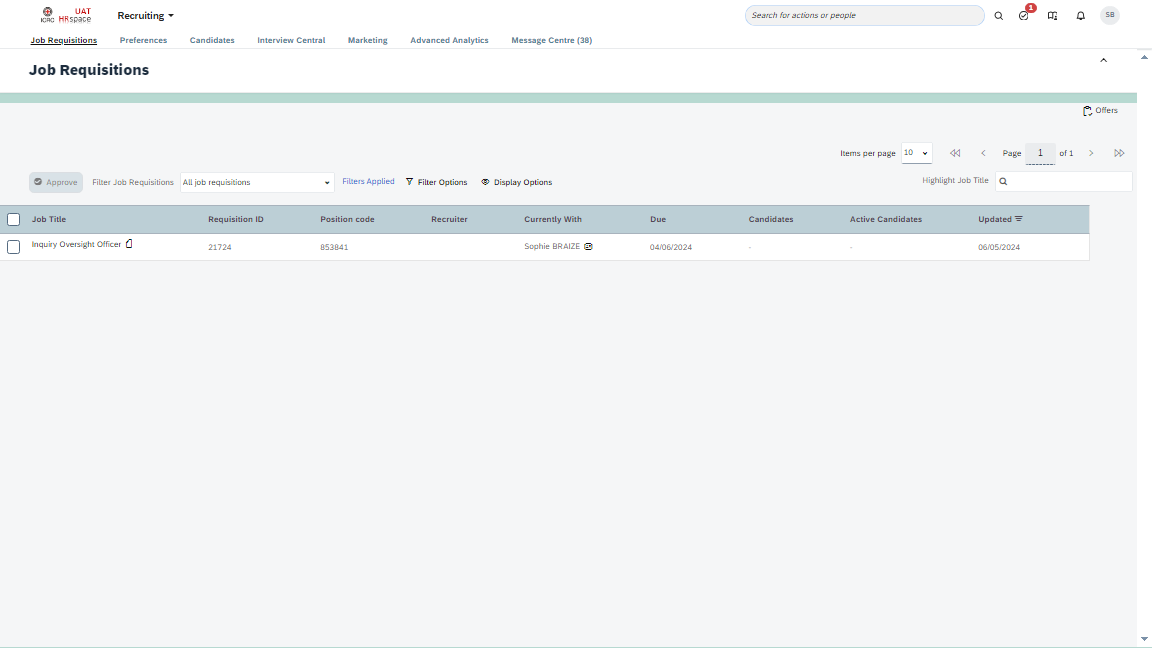 ICRC UAT HRspace Recruiting Search for actions or people 1 SB
Job Requisitions Preferences Candidates Interview Central Marketing Advanced Analytics Message Centre (38)
Job Requisitions
Offers
Items per page 10 Page 1 of 1
Approve Filter Job Requisitions All job requisitions Filters Applied Filter Options Display Options Highlight Job Title
Job Title Requisition ID Position code Recruiter Currently With Due Candidates Active Candidates Updated
Inquiry Oversight Officer 21724 853841 Sophie BRAIZE 04/06/2024 - - 06/05/2024